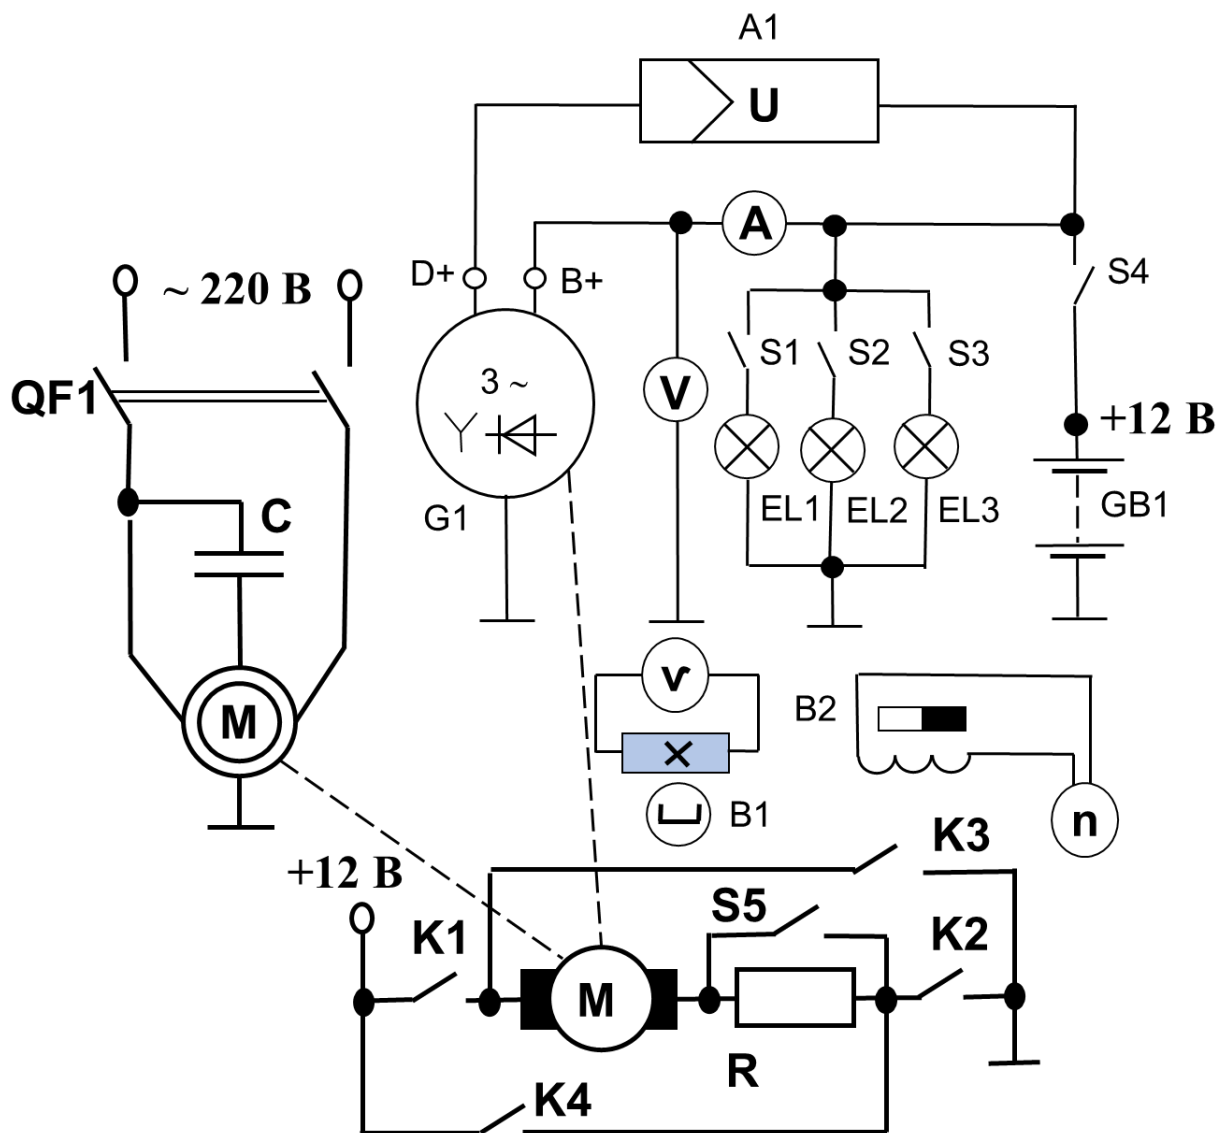 A1
U
A
D+
B+
S4
~ 220 В
S1
S2
S3
3 ~
QF1
V
+12 В
C
EL1
EL2
EL3
GB1
G1
v
B2
M
B1
n
K3
+12 В
S5
K1
K2
M
R
K4